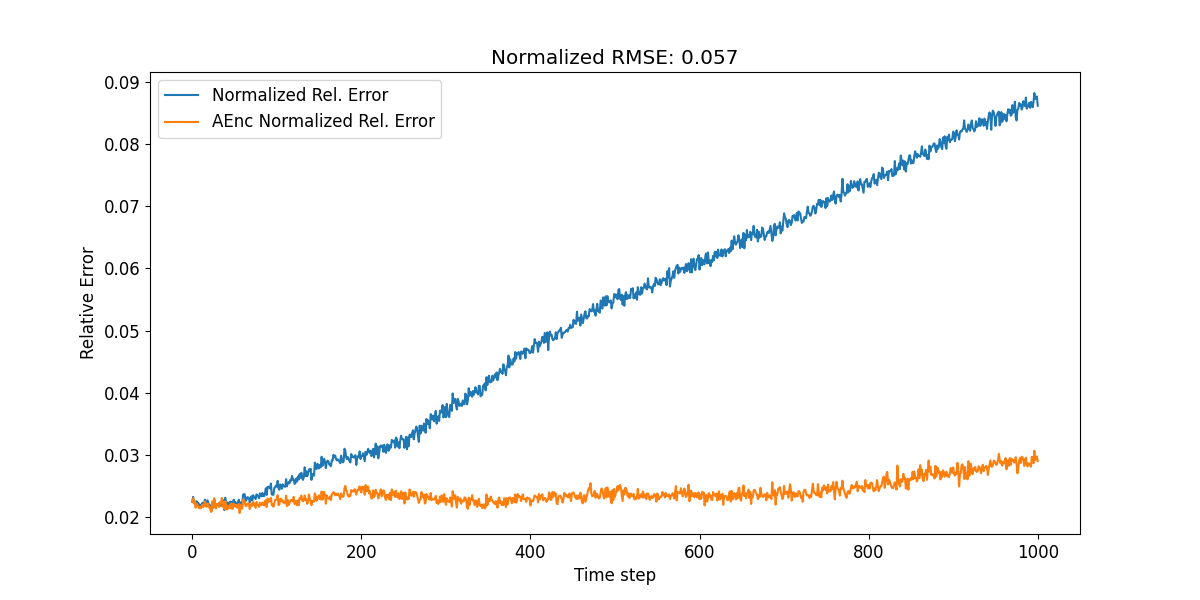 Normalized RMSE: 0.057
Normalized Rel. Error
AEnc Normalized Rel. Error
Relative Error
0.09
0.08
0.07
0.06
0.05
0.04
0.03
0.02
0 200 400 600 800 1000
Time step